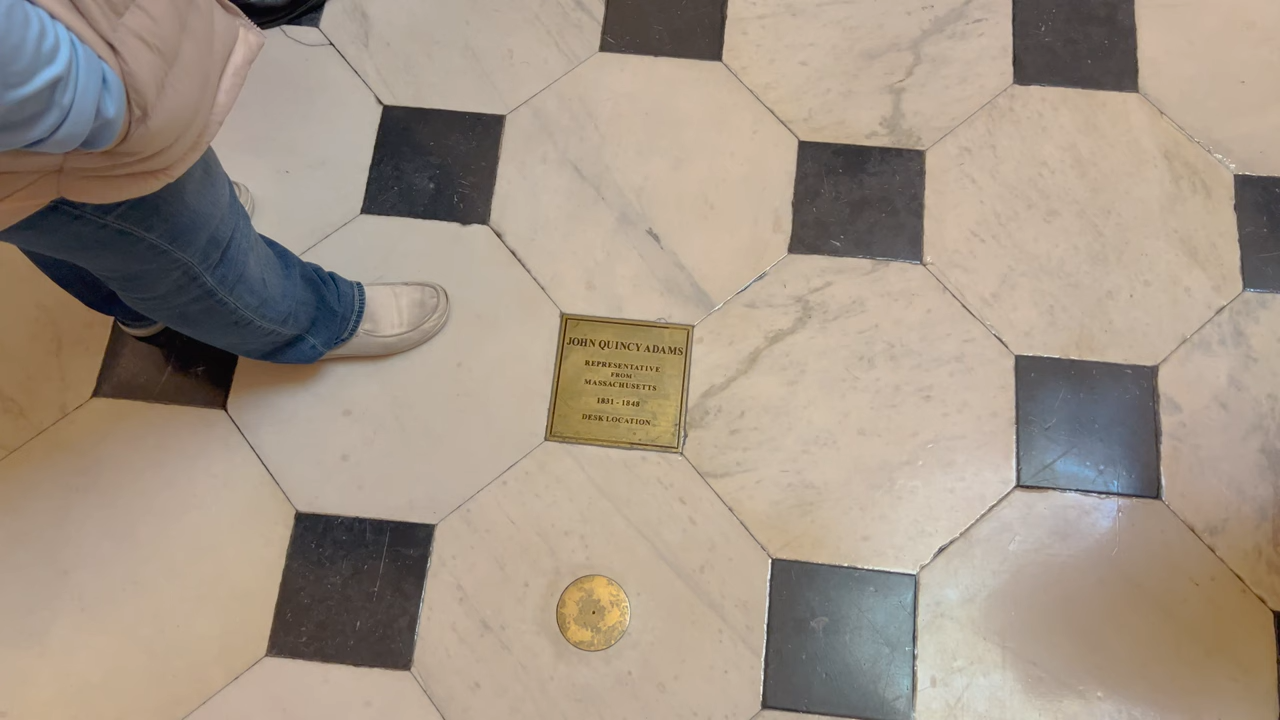 JOHN QUINCY ADAMS
REPRESENTATIVE
FROM
MASSACHUSETTS
1831 - 1848
DESK LOCATION